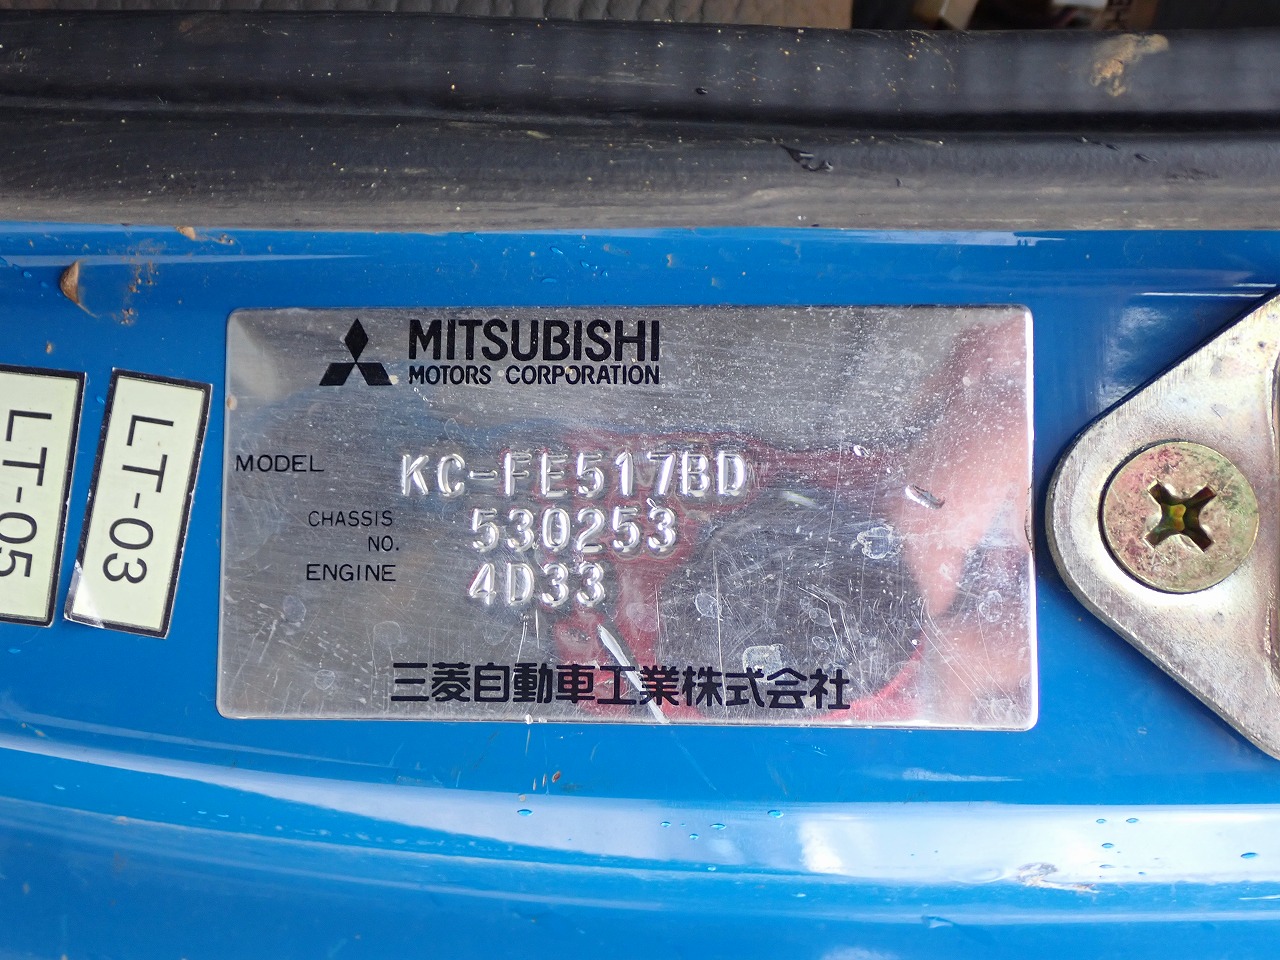 MITSUBISHI
MOTORS CORPORATION
MODEL KC-FE517BD
CHASSIS NO. 530253
ENGINE 4D33
三菱自動車工業株式会社
LT-05
LT-03